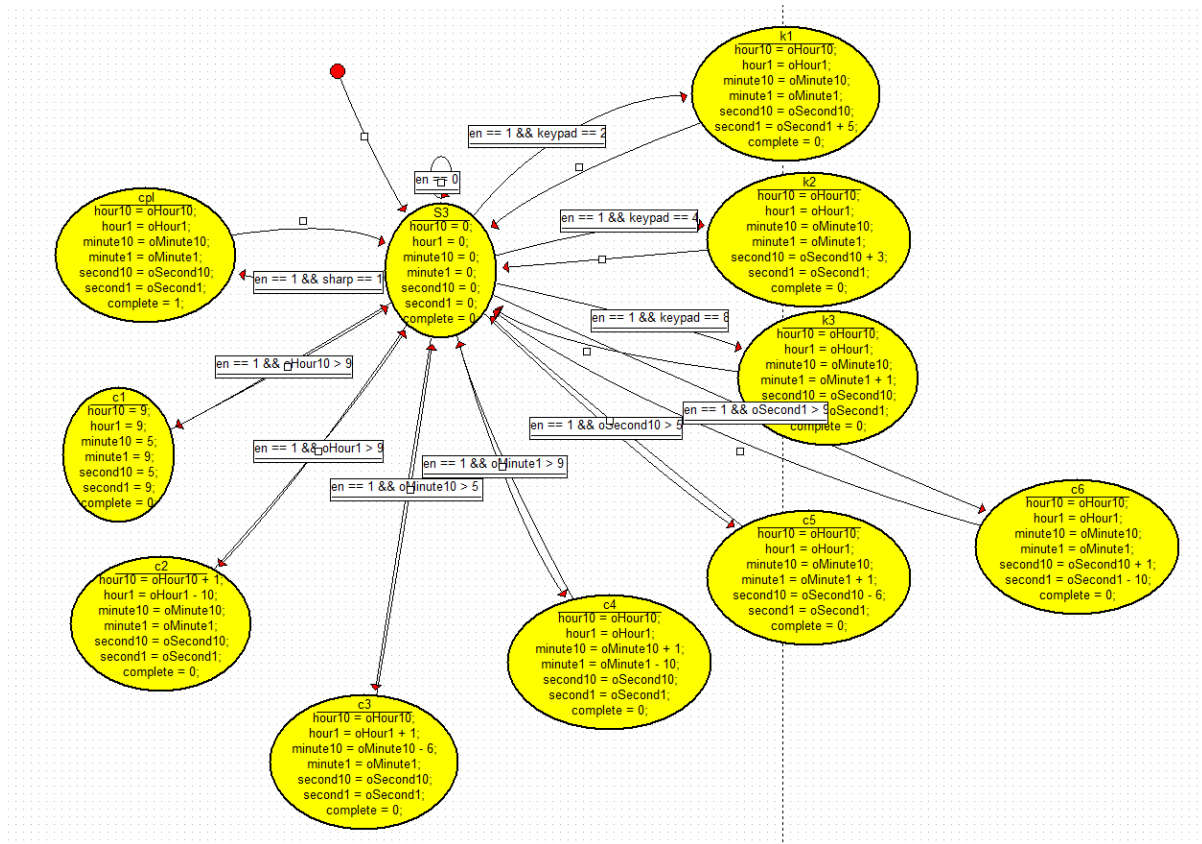 k1
hour10 = oHour10;
hour1 = oHour1;
minute10 = oMinute10;
minute1 = oMinute1;
second10 = oSecond10;
second1 = oSecond1 + 5;
complete = 0;
en == 1 && keypad == 2
en == 0
cpl
hour10 = oHour10;
hour1 = oHour1;
minute10 = oMinute10;
minute1 = oMinute1;
second10 = oSecond10;
second1 = oSecond1;
complete = 1;
S3
hour10 = 0;
hour1 = 0;
minute10 = 0;
minute1 = 0;
second10 = 0;
second1 = 0;
complete = 0
k2
hour10 = oHour10;
hour1 = oHour1;
minute10 = oMinute10;
minute1 = oMinute1;
second10 = oSecond10 + 3;
second1 = oSecond1;
complete = 0;
en == 1 && keypad == 4
en == 1 && sharp == 1
en == 1 && keypad == 8
k3
hour10 = oHour10;
hour1 = oHour1;
minute10 = oMinute10;
minute1 = oMinute1 + 1;
second10 = oSecond10;
oSecond1;
complete = 0;
en == 1 && oHour10 > 9
en == 1 && oSecond1 > 9
en == 1 && oSecond10 > 5
en == 1 && oHour1 > 9
en == 1 && oMinute1 > 9
en == 1 && oMinute10 > 5
c1
hour10 = 9;
hour1 = 9;
minute10 = 5;
minute1 = 9;
second10 = 5;
second1 = 9;
complete = 0
c2
hour10 = oHour10 + 1;
hour1 = oHour1 - 10;
minute10 = oMinute10;
minute1 = oMinute1;
second10 = oSecond10;
second1 = oSecond1;
complete = 0;
c3
hour10 = oHour10;
hour1 = oHour1 + 1;
minute10 = oMinute10 - 6;
minute1 = oMinute1;
second10 = oSecond10;
second1 = oSecond1;
complete = 0;
c4
hour10 = oHour10;
hour1 = oHour1;
minute10 = oMinute10 + 1;
minute1 = oMinute1 - 10;
second10 = oSecond10;
second1 = oSecond1;
complete = 0;
c5
hour10 = oHour10;
hour1 = oHour1;
minute10 = oMinute10;
minute1 = oMinute1 + 1;
second10 = oSecond10 - 6;
second1 = oSecond1;
complete = 0;
c6
hour10 = oHour10;
hour1 = oHour1;
minute10 = oMinute10;
minute1 = oMinute1;
second10 = oSecond10 + 1;
second1 = oSecond1 - 10;
complete = 0;